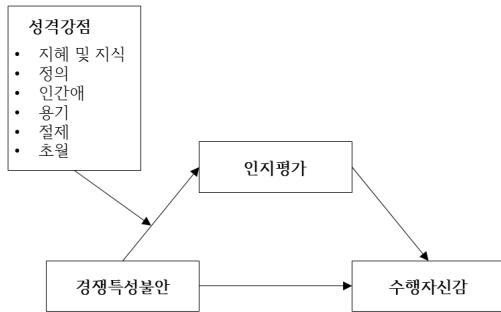 성격강점
• 지혜 및 지식
• 정의
• 인간애
• 용기
• 절제
• 초월
인지평가
경쟁특성불안
수행자신감